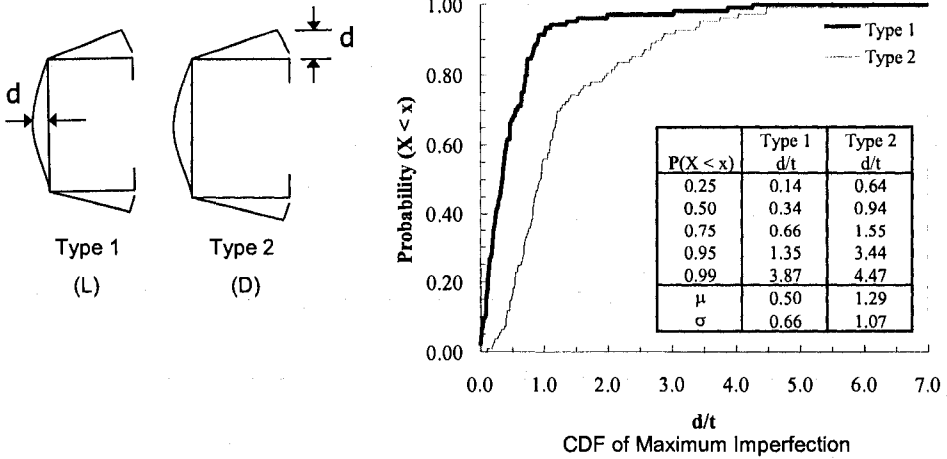 d
d
Type 1
Type 2
(L)
(D)
Probability (X < x)
1.00
0.80
0.60
0.40
0.20
0.00
Type 1
Type 2
P(X < x) Type 1 d/t Type 2 d/t
0.25 0.14 0.64
0.50 0.34 0.94
0.75 0.66 1.55
0.95 1.35 3.44
0.99 3.87 4.47
μ 0.50 1.29
σ 0.66 1.07
0.0 1.0 2.0 3.0 4.0 5.0 6.0 7.0
d/t
CDF of Maximum Imperfection